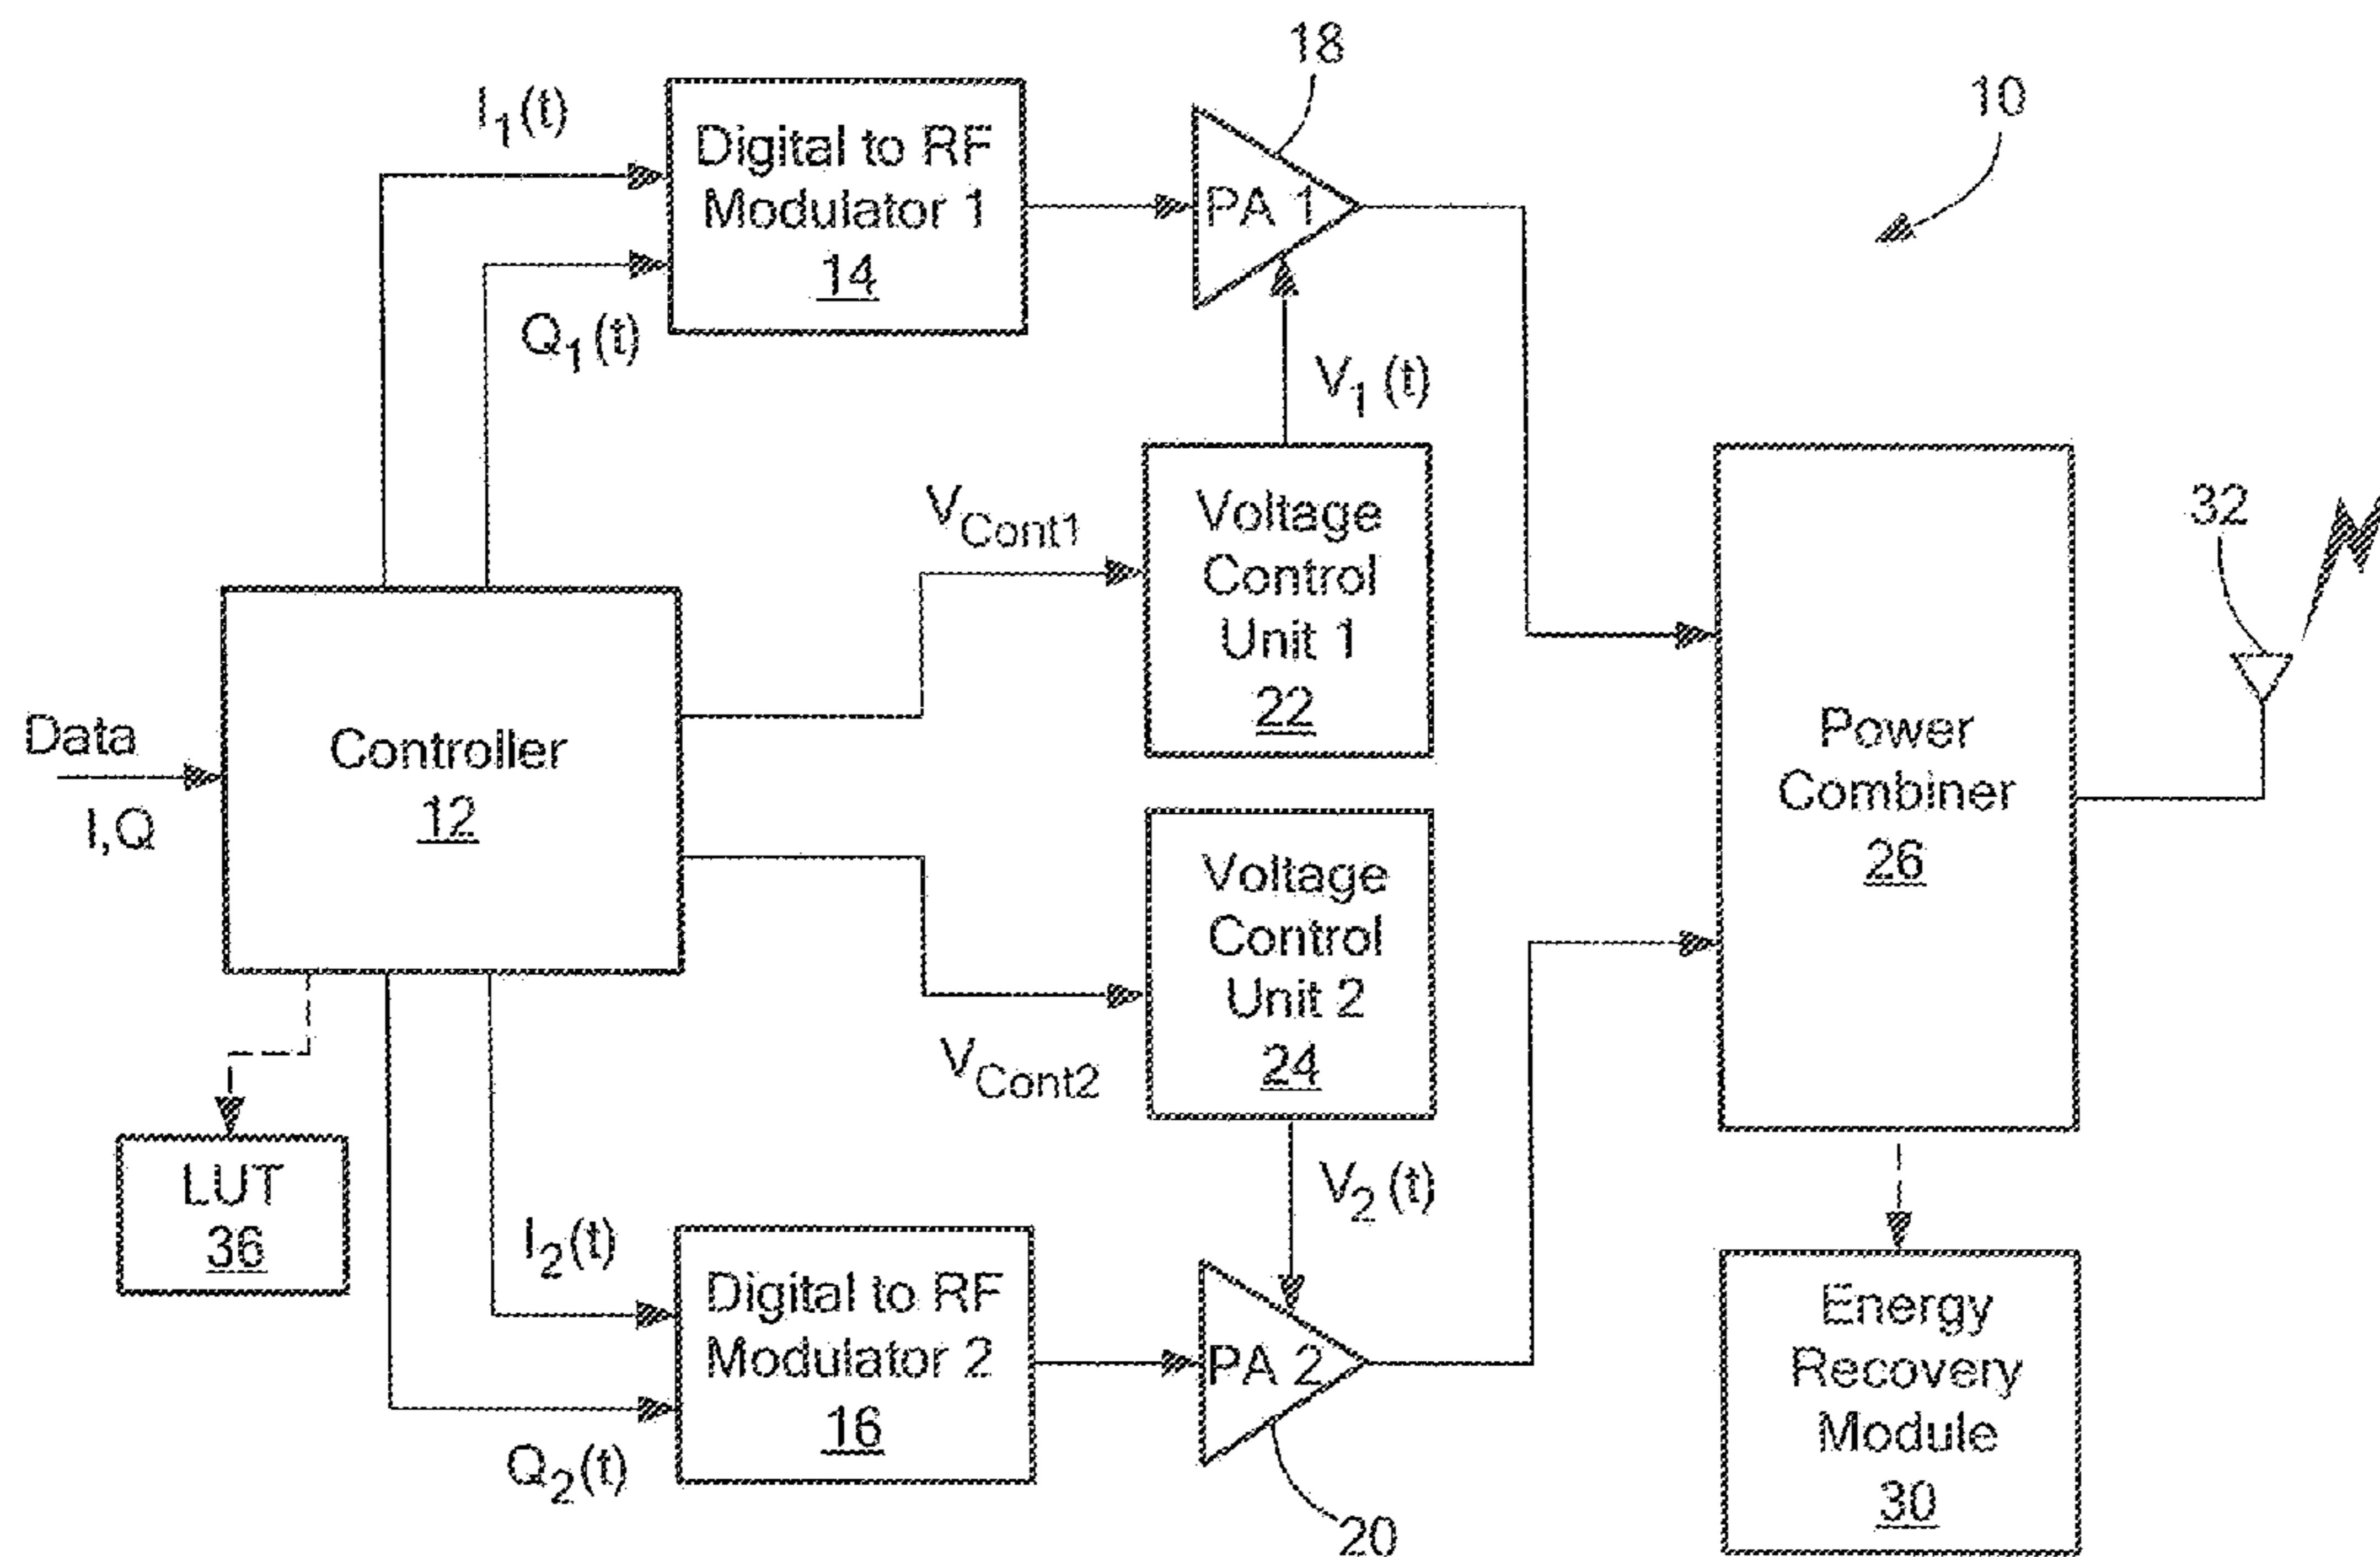 18
10
I1(t)
Digital to RF
Modulator 1
14
PA 1
Q1(t)
V1(t)
VCont1
Voltage
Control
Unit 1
22
32
Data
I,Q
Controller
12
Power
Combiner
26
Voltage
Control
Unit 2
24
VCont2
LUT
36
V2(t)
I2(t)
Digital to RF
Modulator 2
16
PA 2
Q2(t)
20
Energy
Recovery
Module
30